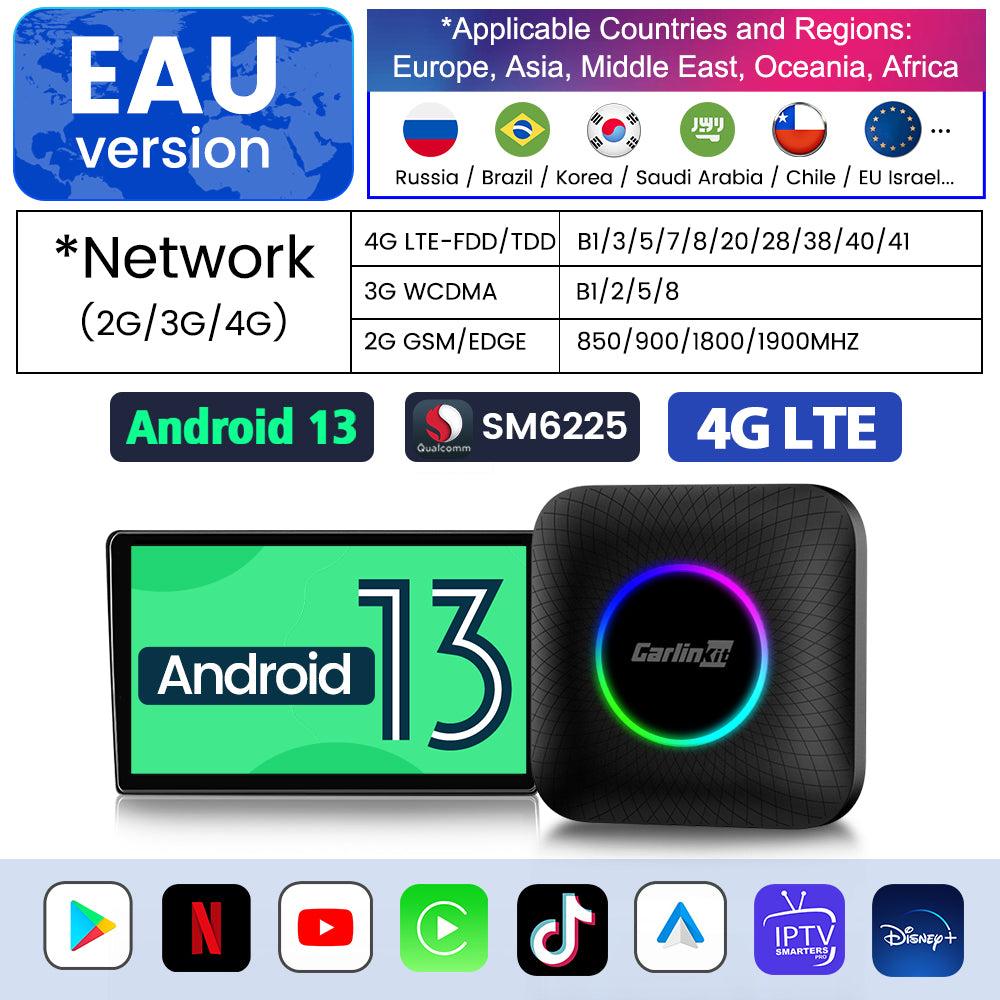 EAU
version
*Applicable Countries and Regions:
Europe, Asia, Middle East, Oceania, Africa
Russia / Brazil / Korea / Saudi Arabia / Chile / EU Israel...
*Network
(2G/3G/4G)
4G LTE-FDD/TDD B1/3/5/7/8/20/28/38/40/41
3G WCDMA B1/2/5/8
2G GSM/EDGE 850/900/1800/1900MHZ
Android 13
Qualcomm
SM6225
4G LTE
Android 13
CarlinKit
N
IPTV
SMARTERS
PRO
Disney+